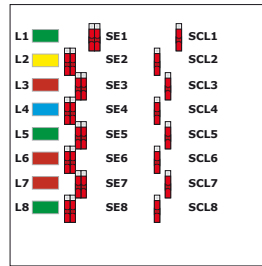 L1 SE1 SCL1
L2 SE2 SCL2
L3 SE3 SCL3
L4 SE4 SCL4
L5 SE5 SCL5
L6 SE6 SCL6
L7 SE7 SCL7
L8 SE8 SCL8